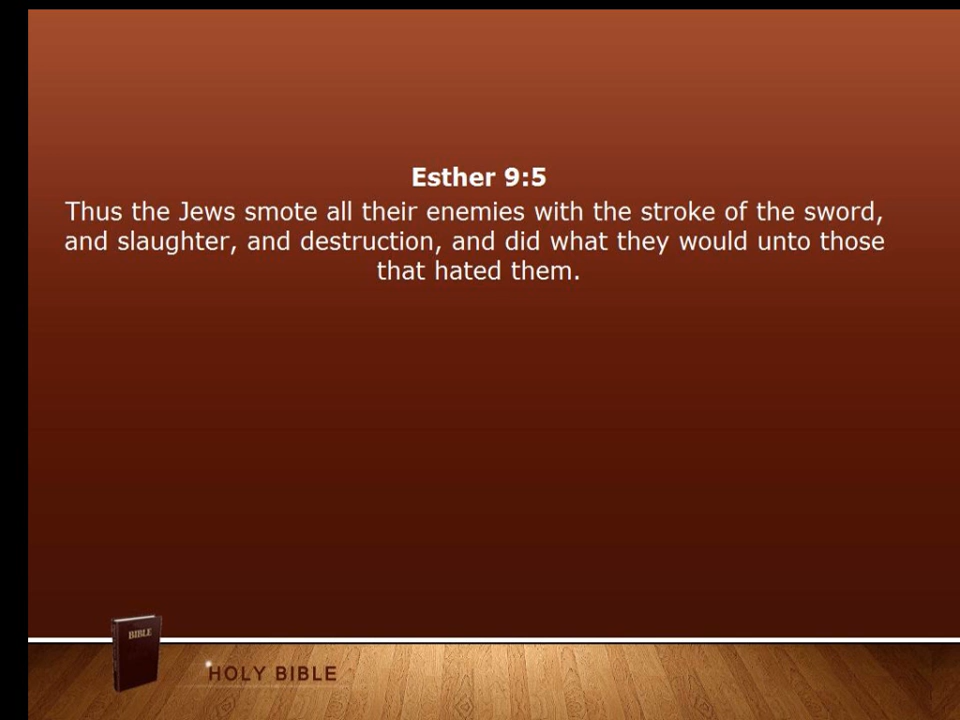 Esther 9:5
Thus the Jews smote all their enemies with the stroke of the sword,
and slaughter, and destruction, and did what they would unto those
that hated them.
BIBLE
HOLY BIBLE